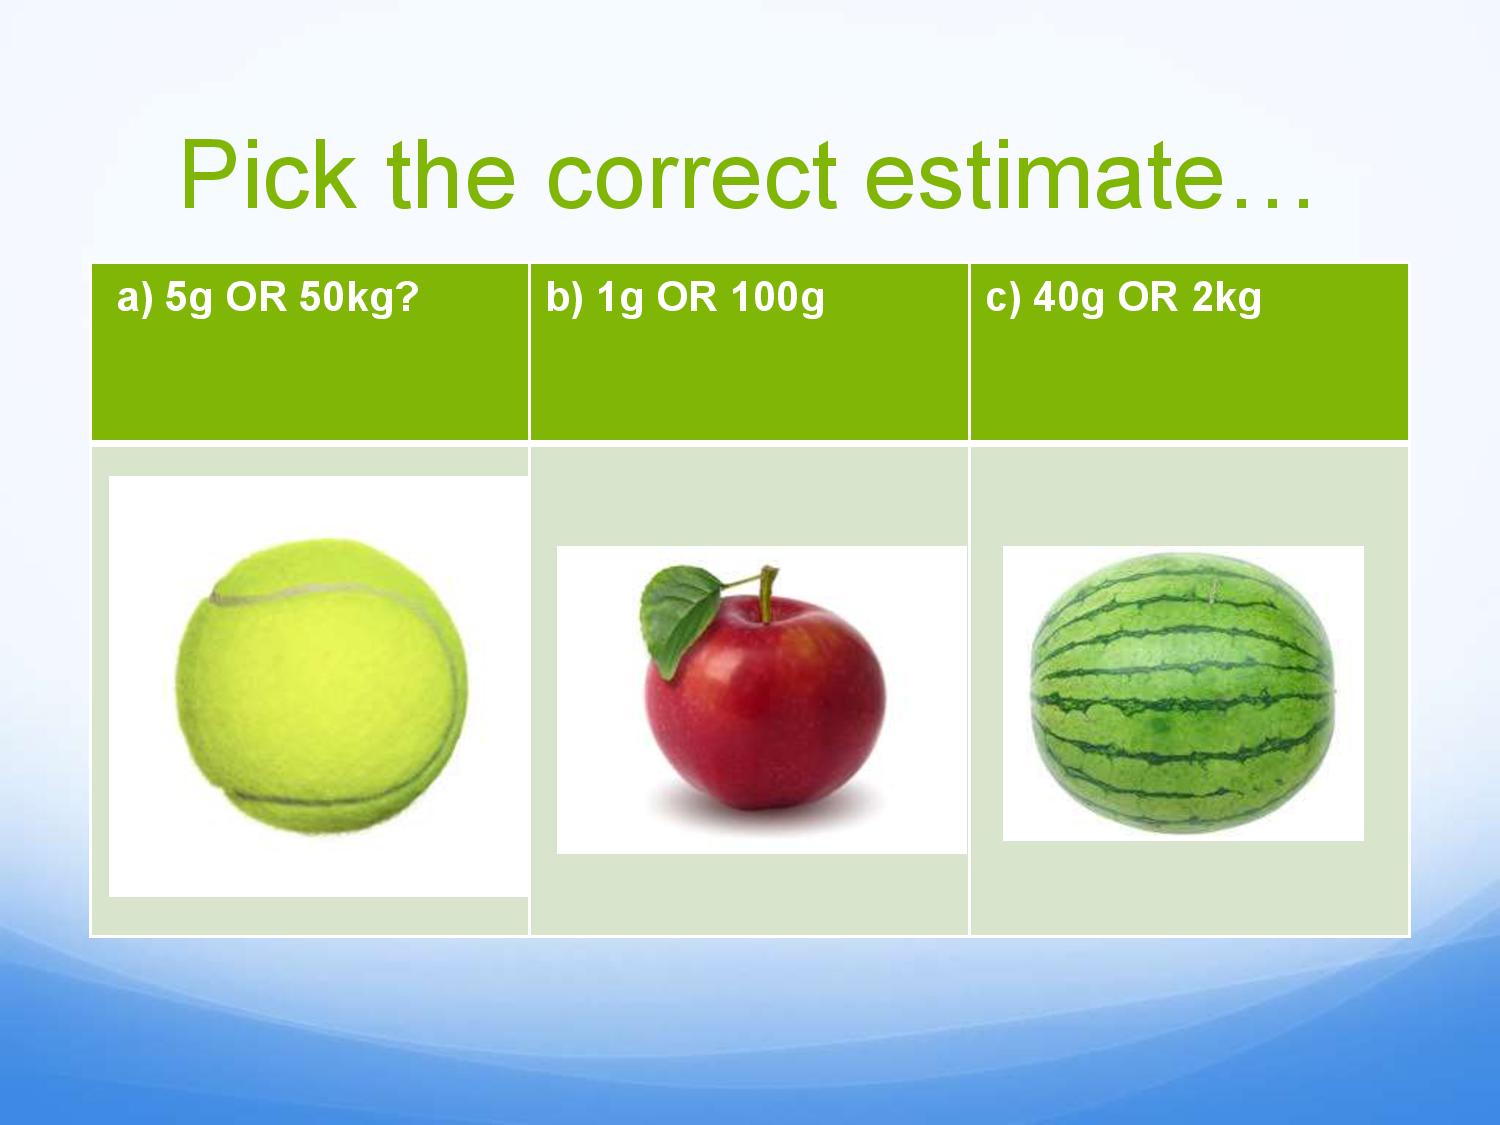 Pick the correct estimate…
a) 5g OR 50kg?
b) 1g OR 100g
c) 40g OR 2kg